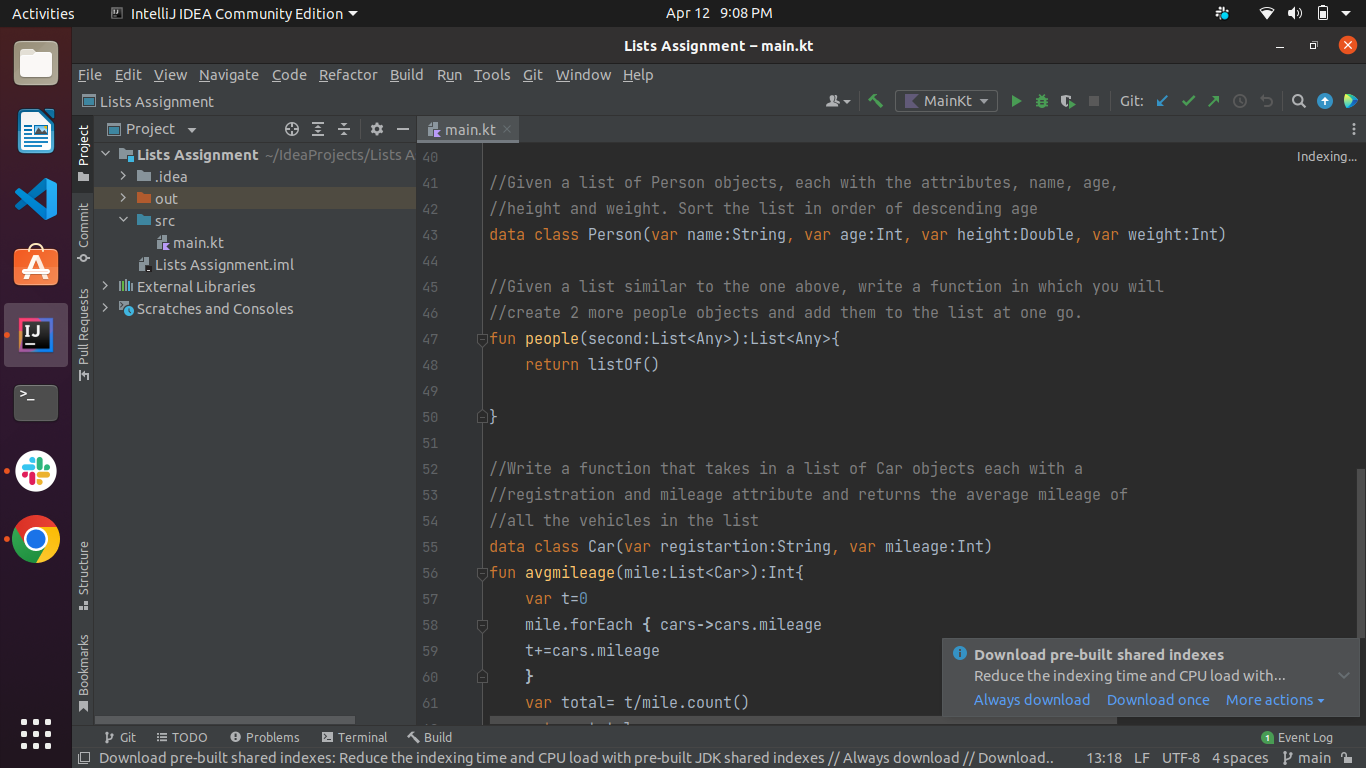 Activities
IntelliJ IDEA Community Edition
Apr 12 9:08 PM
Lists Assignment – main.kt
File Edit View Navigate Code Refactor Build Run Tools Git Window Help
Lists Assignment
MainKt
Git:
Project
main.kt
Indexing...
Lists Assignment ~/IdeaProjects/Lists A
.idea
out
src
main.kt
Lists Assignment.iml
External Libraries
Scratches and Consoles
Project
Commit
Pull Requests
Structure
Bookmarks
40
41 //Given a list of Person objects, each with the attributes, name, age,
42 //height and weight. Sort the list in order of descending age
43 data class Person(var name:String, var age:Int, var height:Double, var weight:Int)
44
45 //Given a list similar to the one above, write a function in which you will
46 //create 2 more people objects and add them to the list at one go.
47 fun people(second:List<Any>):List<Any>{
48 return listOf()
49
50 }
51
52 //Write a function that takes in a list of Car objects each with a
53 //registration and mileage attribute and returns the average mileage of
54 //all the vehicles in the list
55 data class Car(var registartion:String, var mileage:Int)
56 fun avgmileage(mile:List<Car>):Int{
57 var t=0
58 mile.forEach { cars->cars.mileage
59 t+=cars.mileage
60 }
61 var total= t/mile.count()
Download pre-built shared indexes
Reduce the indexing time and CPU load with...
Always download Download once More actions
Git TODO Problems Terminal Build
1 Event Log
Download pre-built shared indexes: Reduce the indexing time and CPU load with pre-built JDK shared indexes // Always download // Download..
13:18 LF UTF-8 4 spaces main